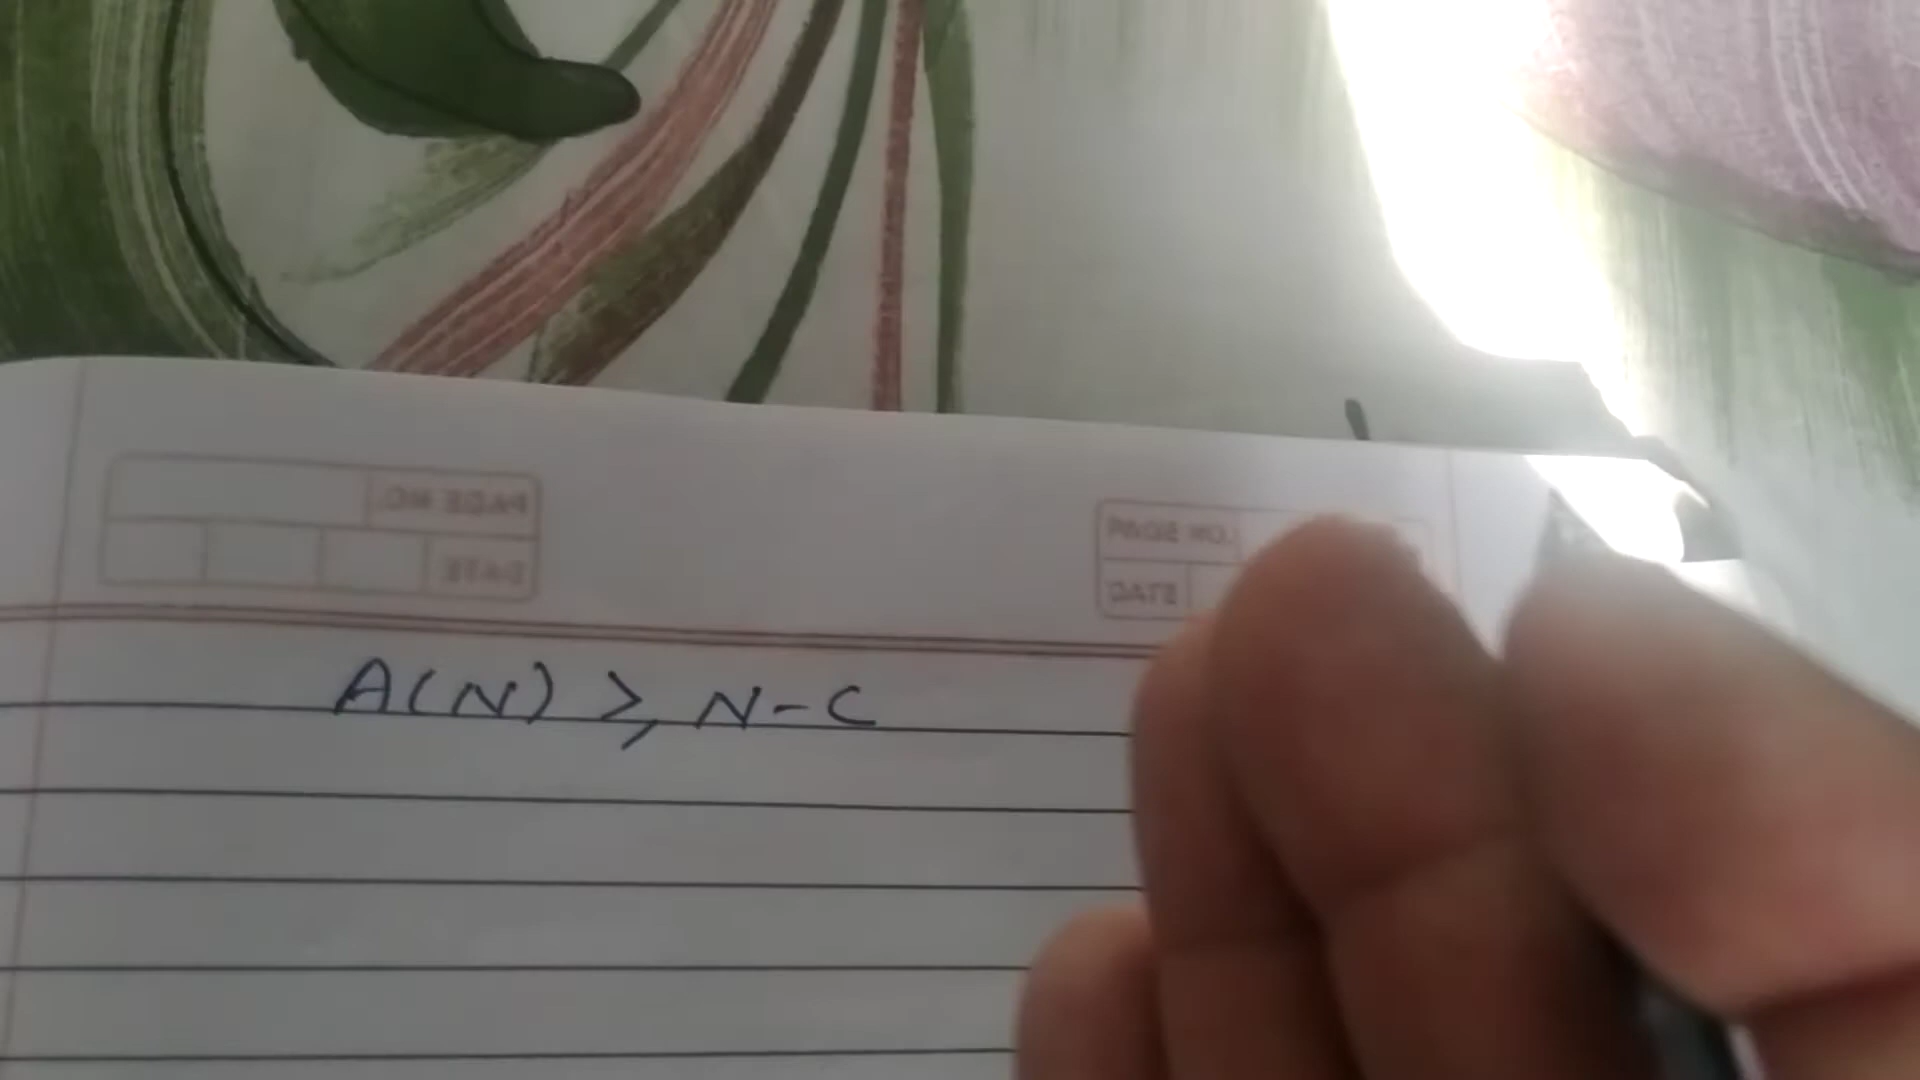 PAGE NO.
DATE
PAGE NO.
DATE
A(N) ≥ N-C